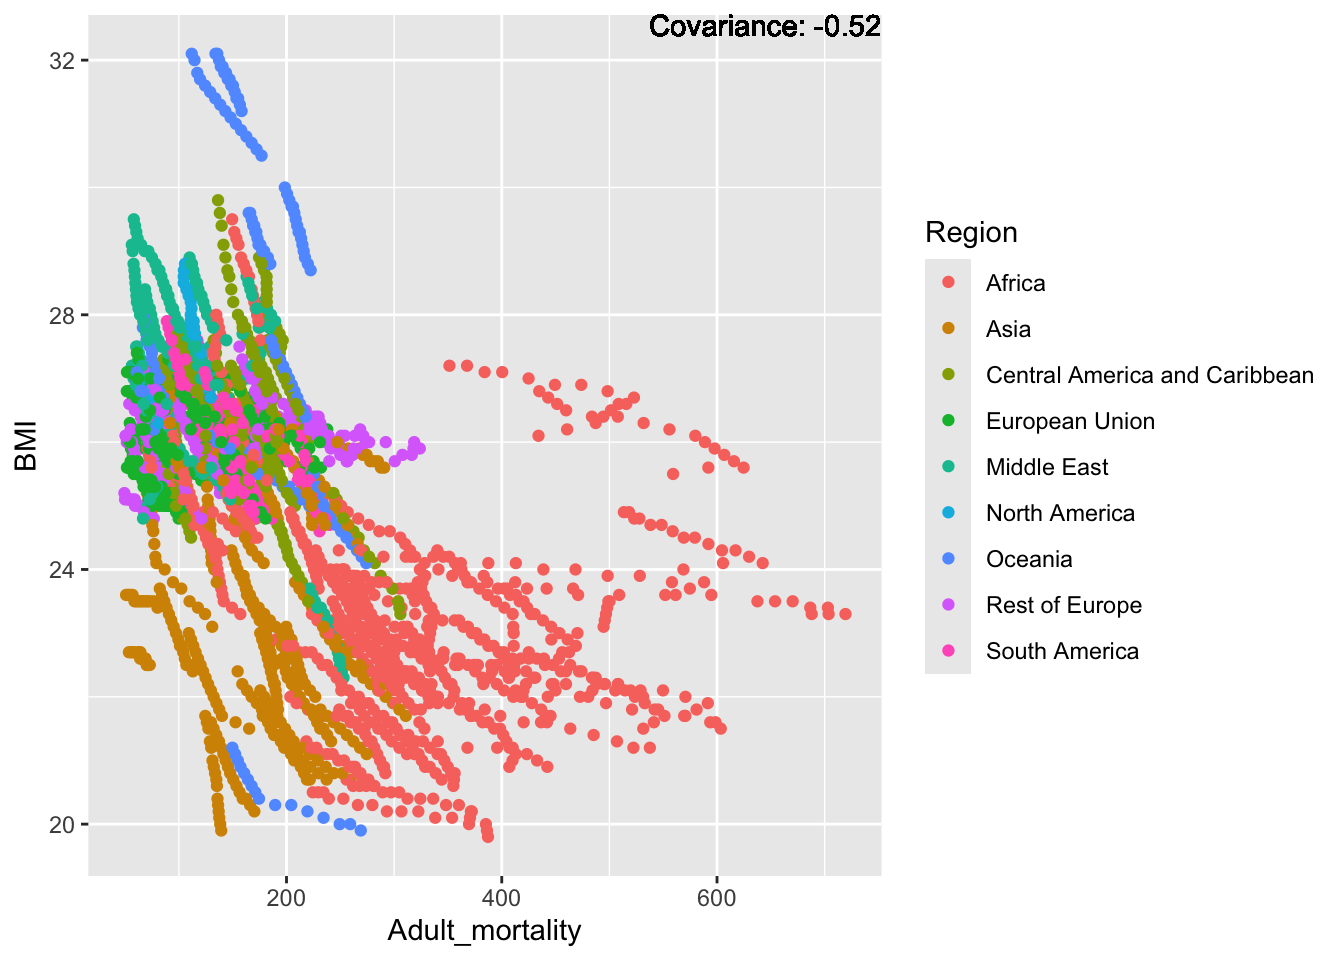 Covariance: -0.52
32
28
24
20
BMI
200
400
600
Adult_mortality
Region
Africa
Asia
Central America and Caribbean
European Union
Middle East
North America
Oceania
Rest of Europe
South America